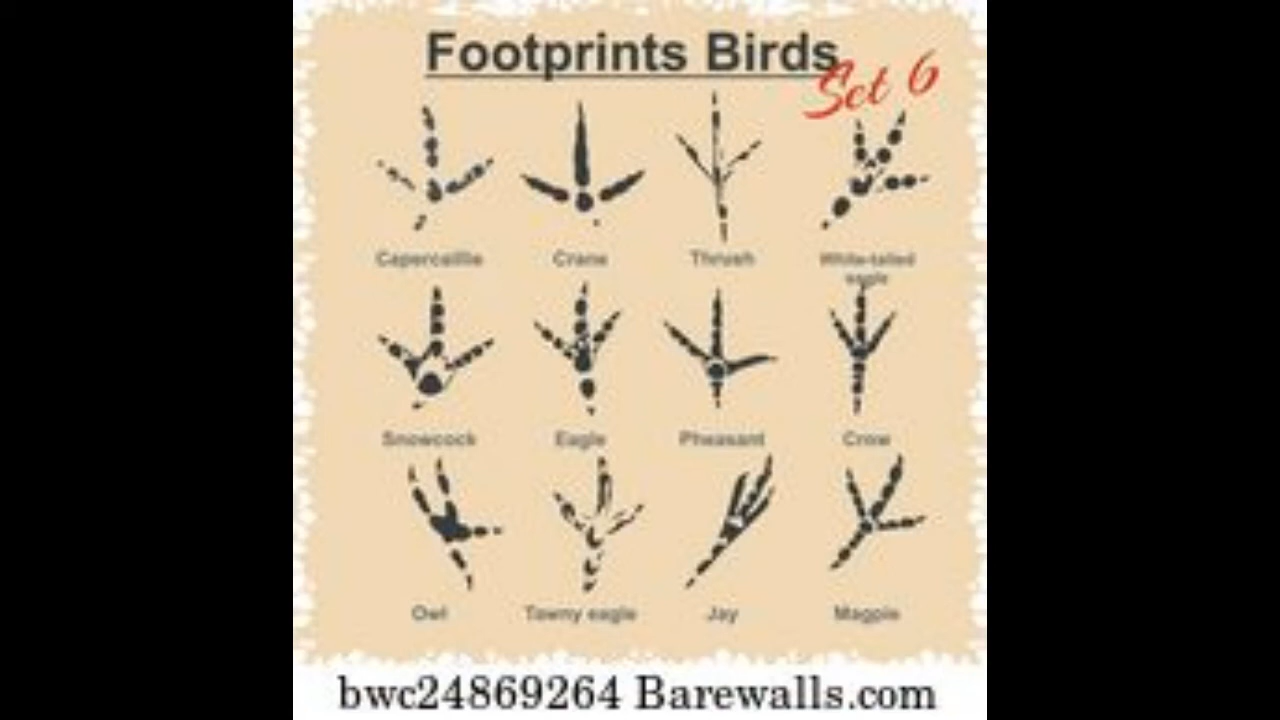 Footprints Birds
Set 6
Capercaillie Crane Thrush White-tailed
eagle
Snowcock Eagle Pheasant Crow
Owl Tawny eagle Jay Magpie
bwc24869264 Barewalls.com